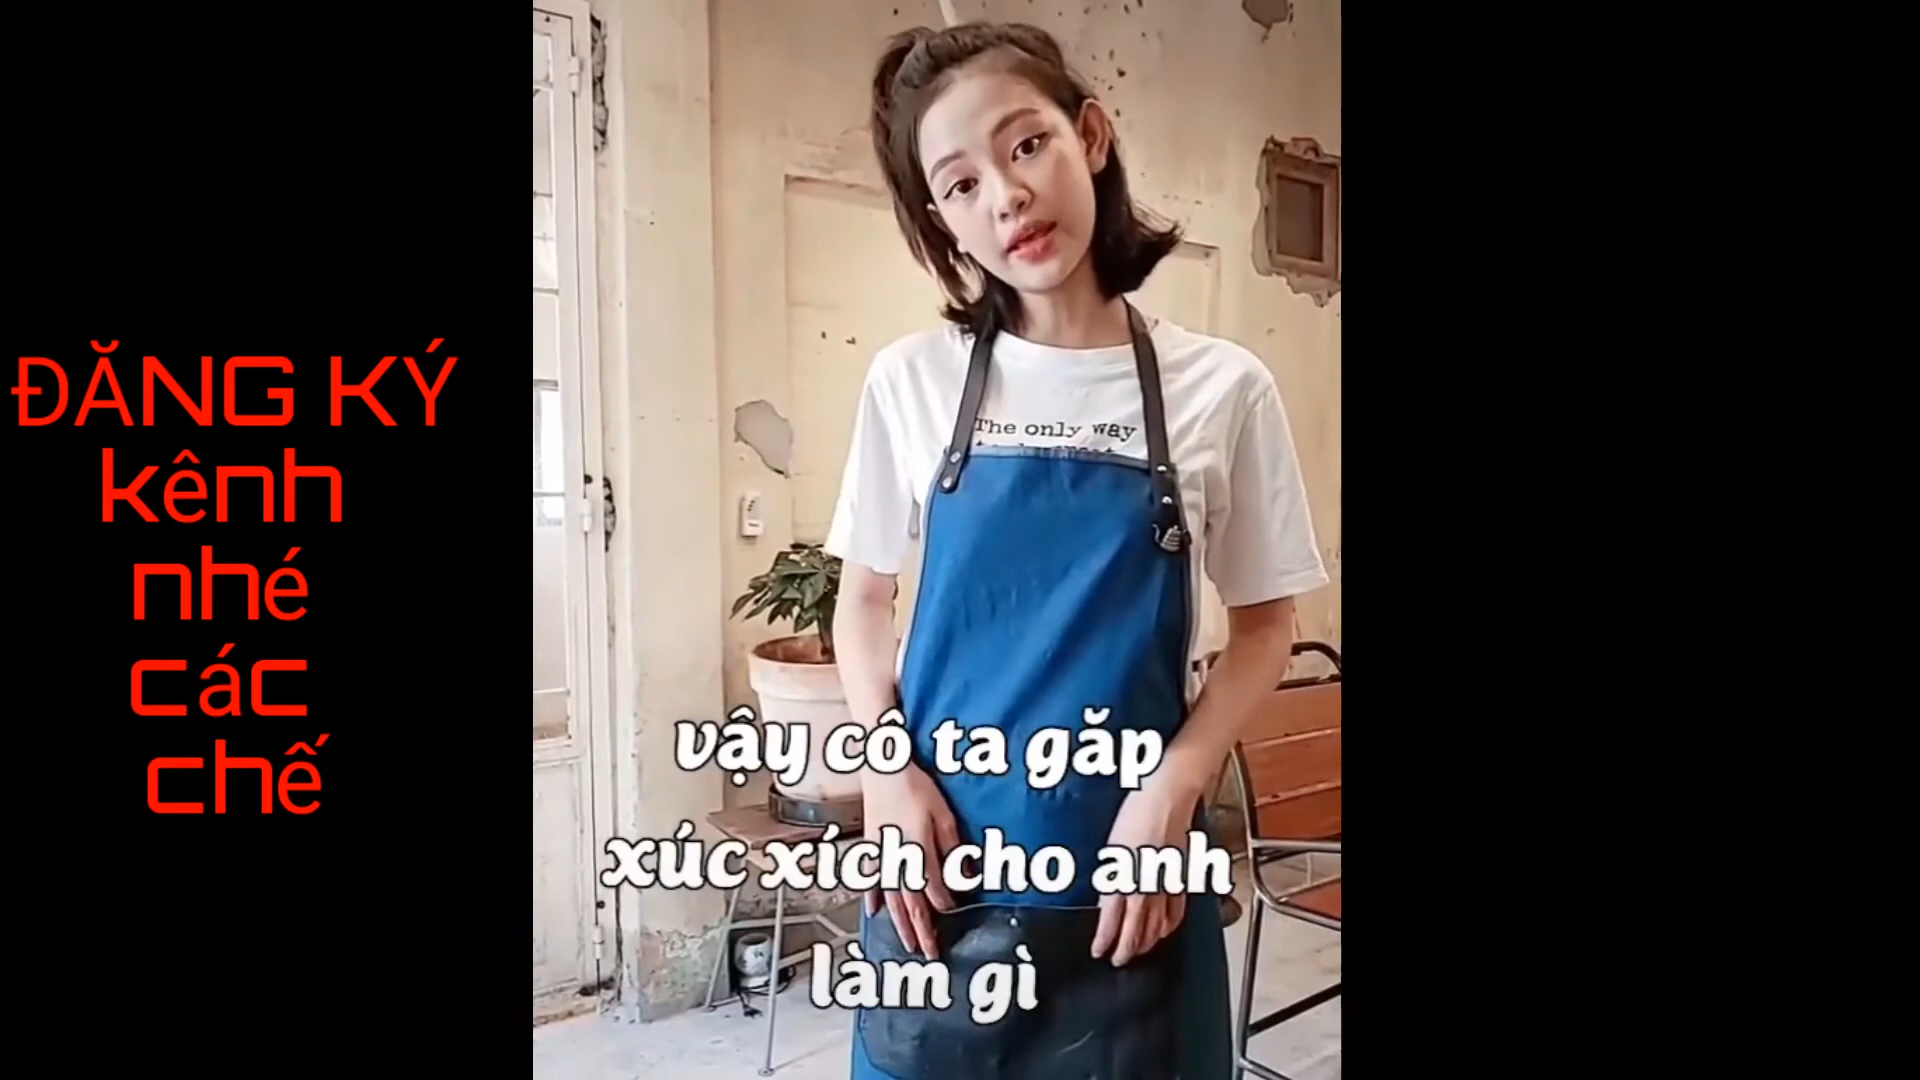 ĐĂNG KÝ
kênh
nhé
các
chế
The only way
vậy cô ta gắp
xúc xích cho anh
làm gì